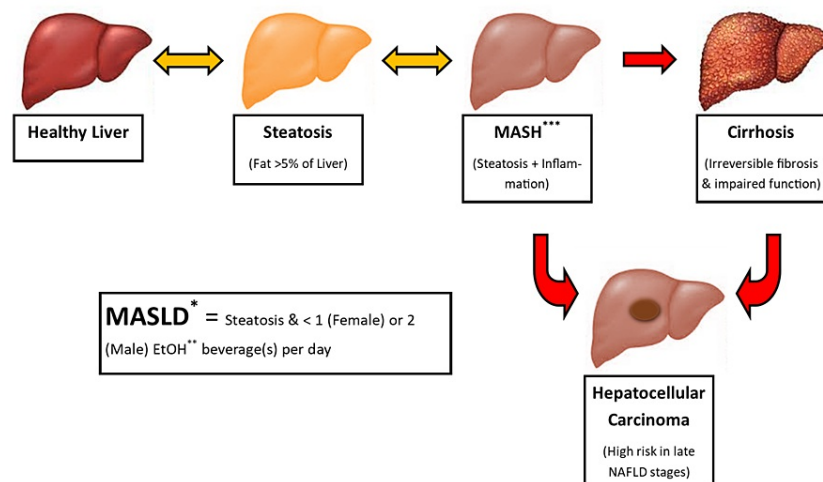 Healthy Liver
Steatosis
(Fat >5% of Liver)
MASH***
(Steatosis + Inflam-
mation)
Cirrhosis
(Irreversible fibrosis
& impaired function)
MASLD* = Steatosis & < 1 (Female) or 2
(Male) EtOH** beverage(s) per day
Hepatocellular
Carcinoma
(High risk in late
NAFLD stages)